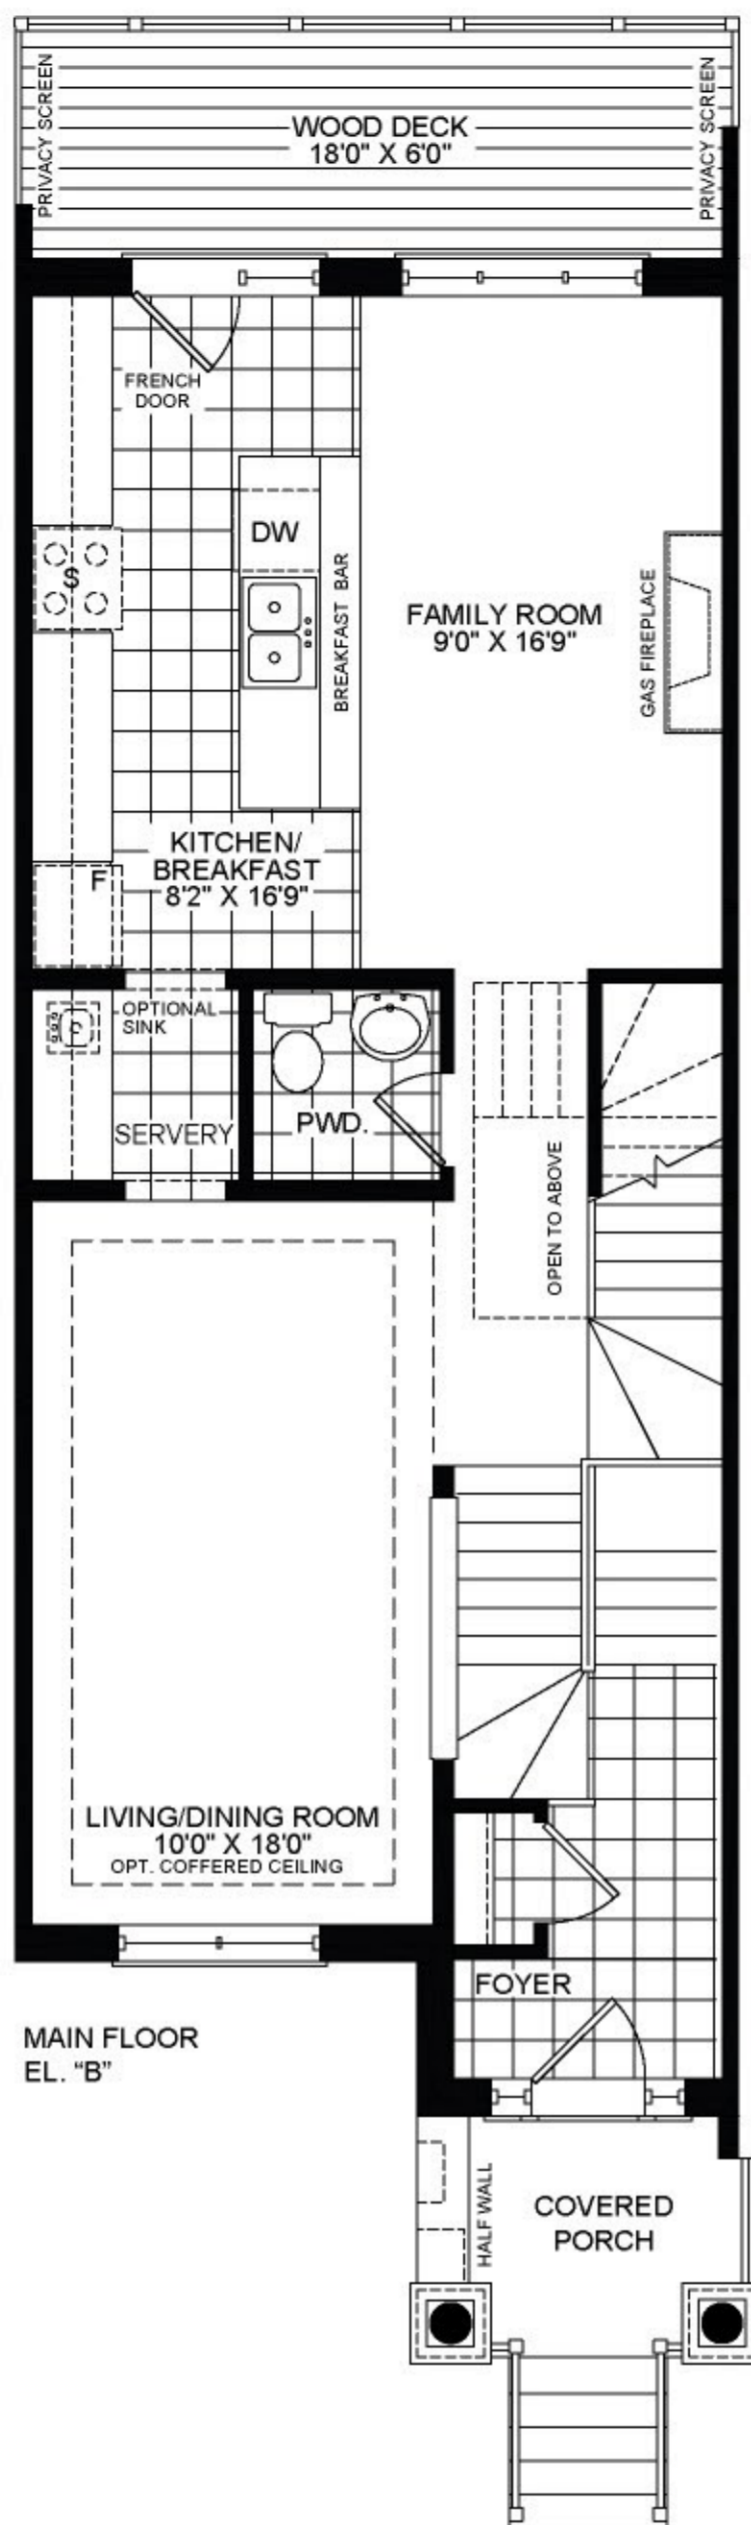 PRIVACY SCREEN
WOOD DECK
18'0" X 6'0"
PRIVACY SCREEN
FRENCH
DOOR
DW
S
BREAKFAST BAR
FAMILY ROOM
9'0" X 16'9"
GAS FIREPLACE
KITCHEN/
BREAKFAST
8'2" X 16'9"
F
OPTIONAL
SINK
SERVERY
PWD.
OPEN TO ABOVE
LIVING/DINING ROOM
10'0" X 18'0"
OPT. COFFERED CEILING
FOYER
MAIN FLOOR
EL. “B”
HALF WALL
COVERED
PORCH